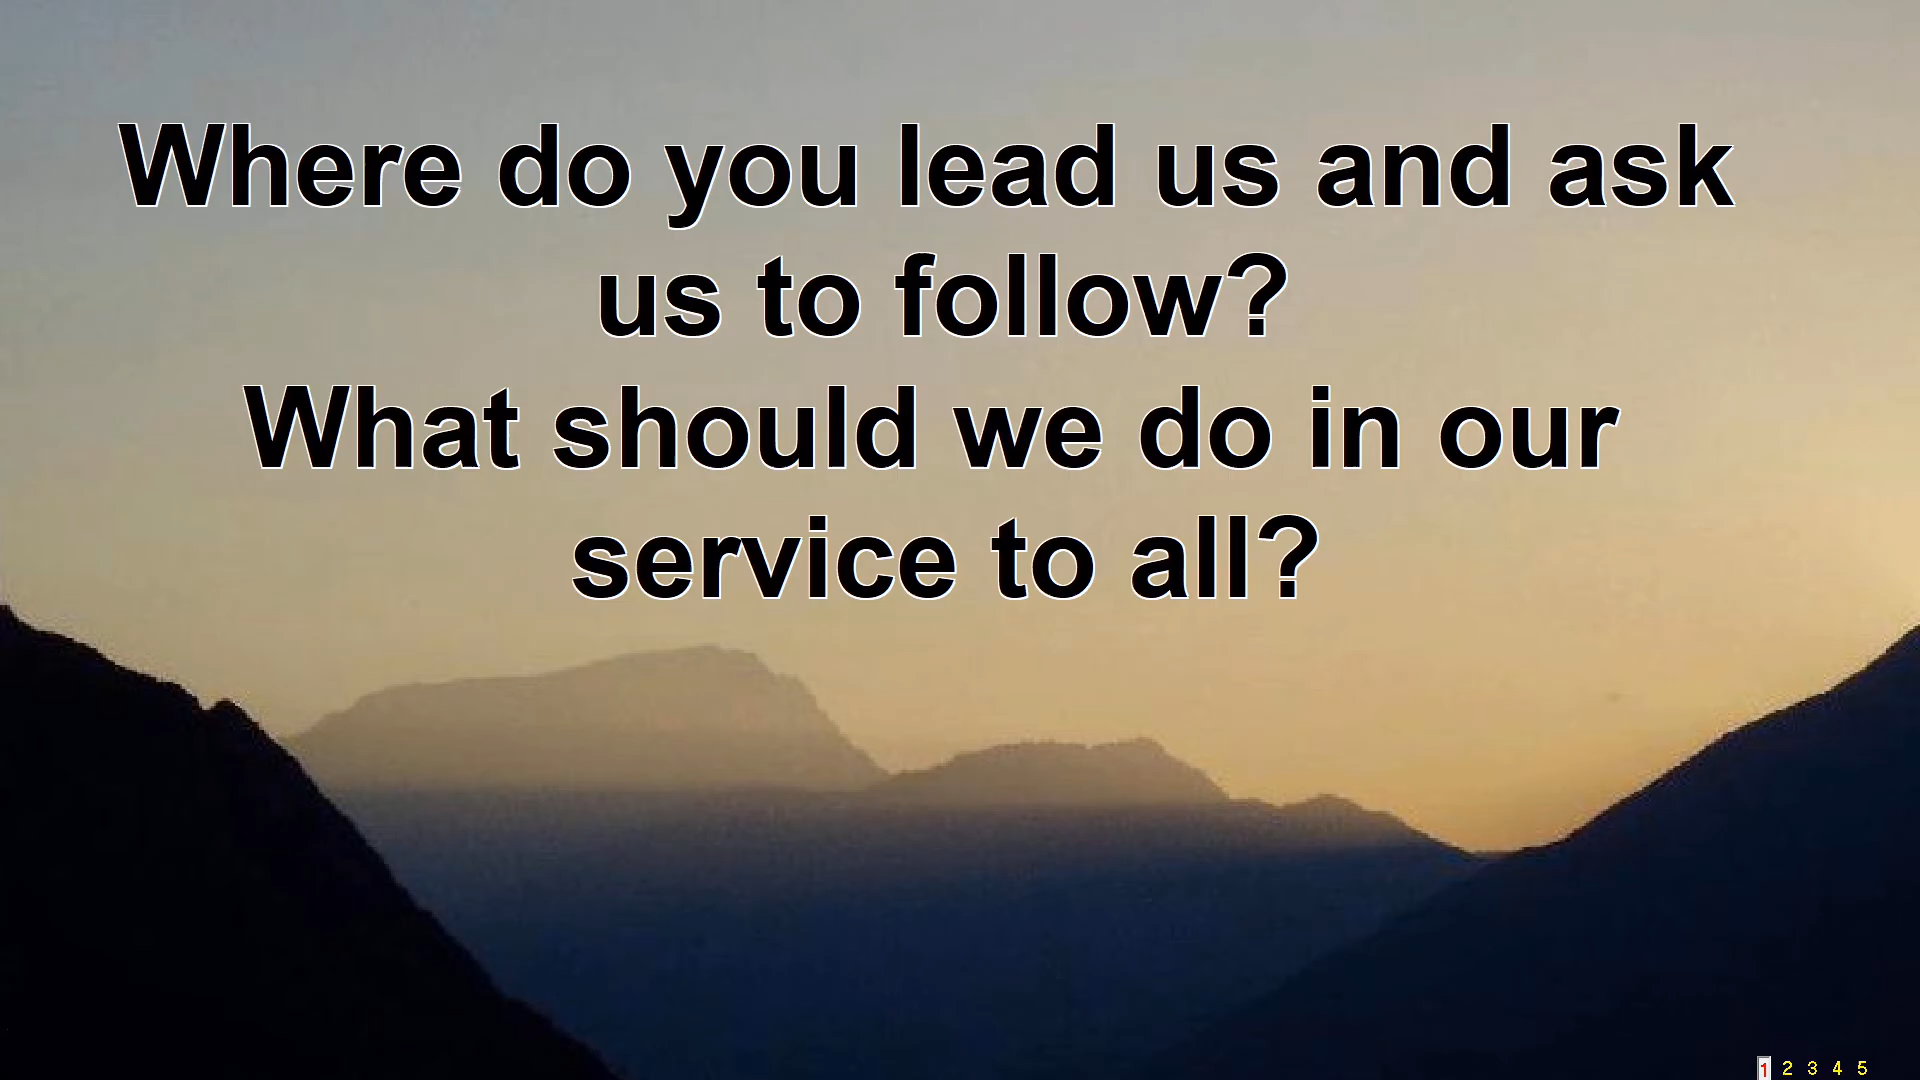 Where do you lead us and ask
us to follow?
What should we do in our
service to all?
1 2 3 4 5